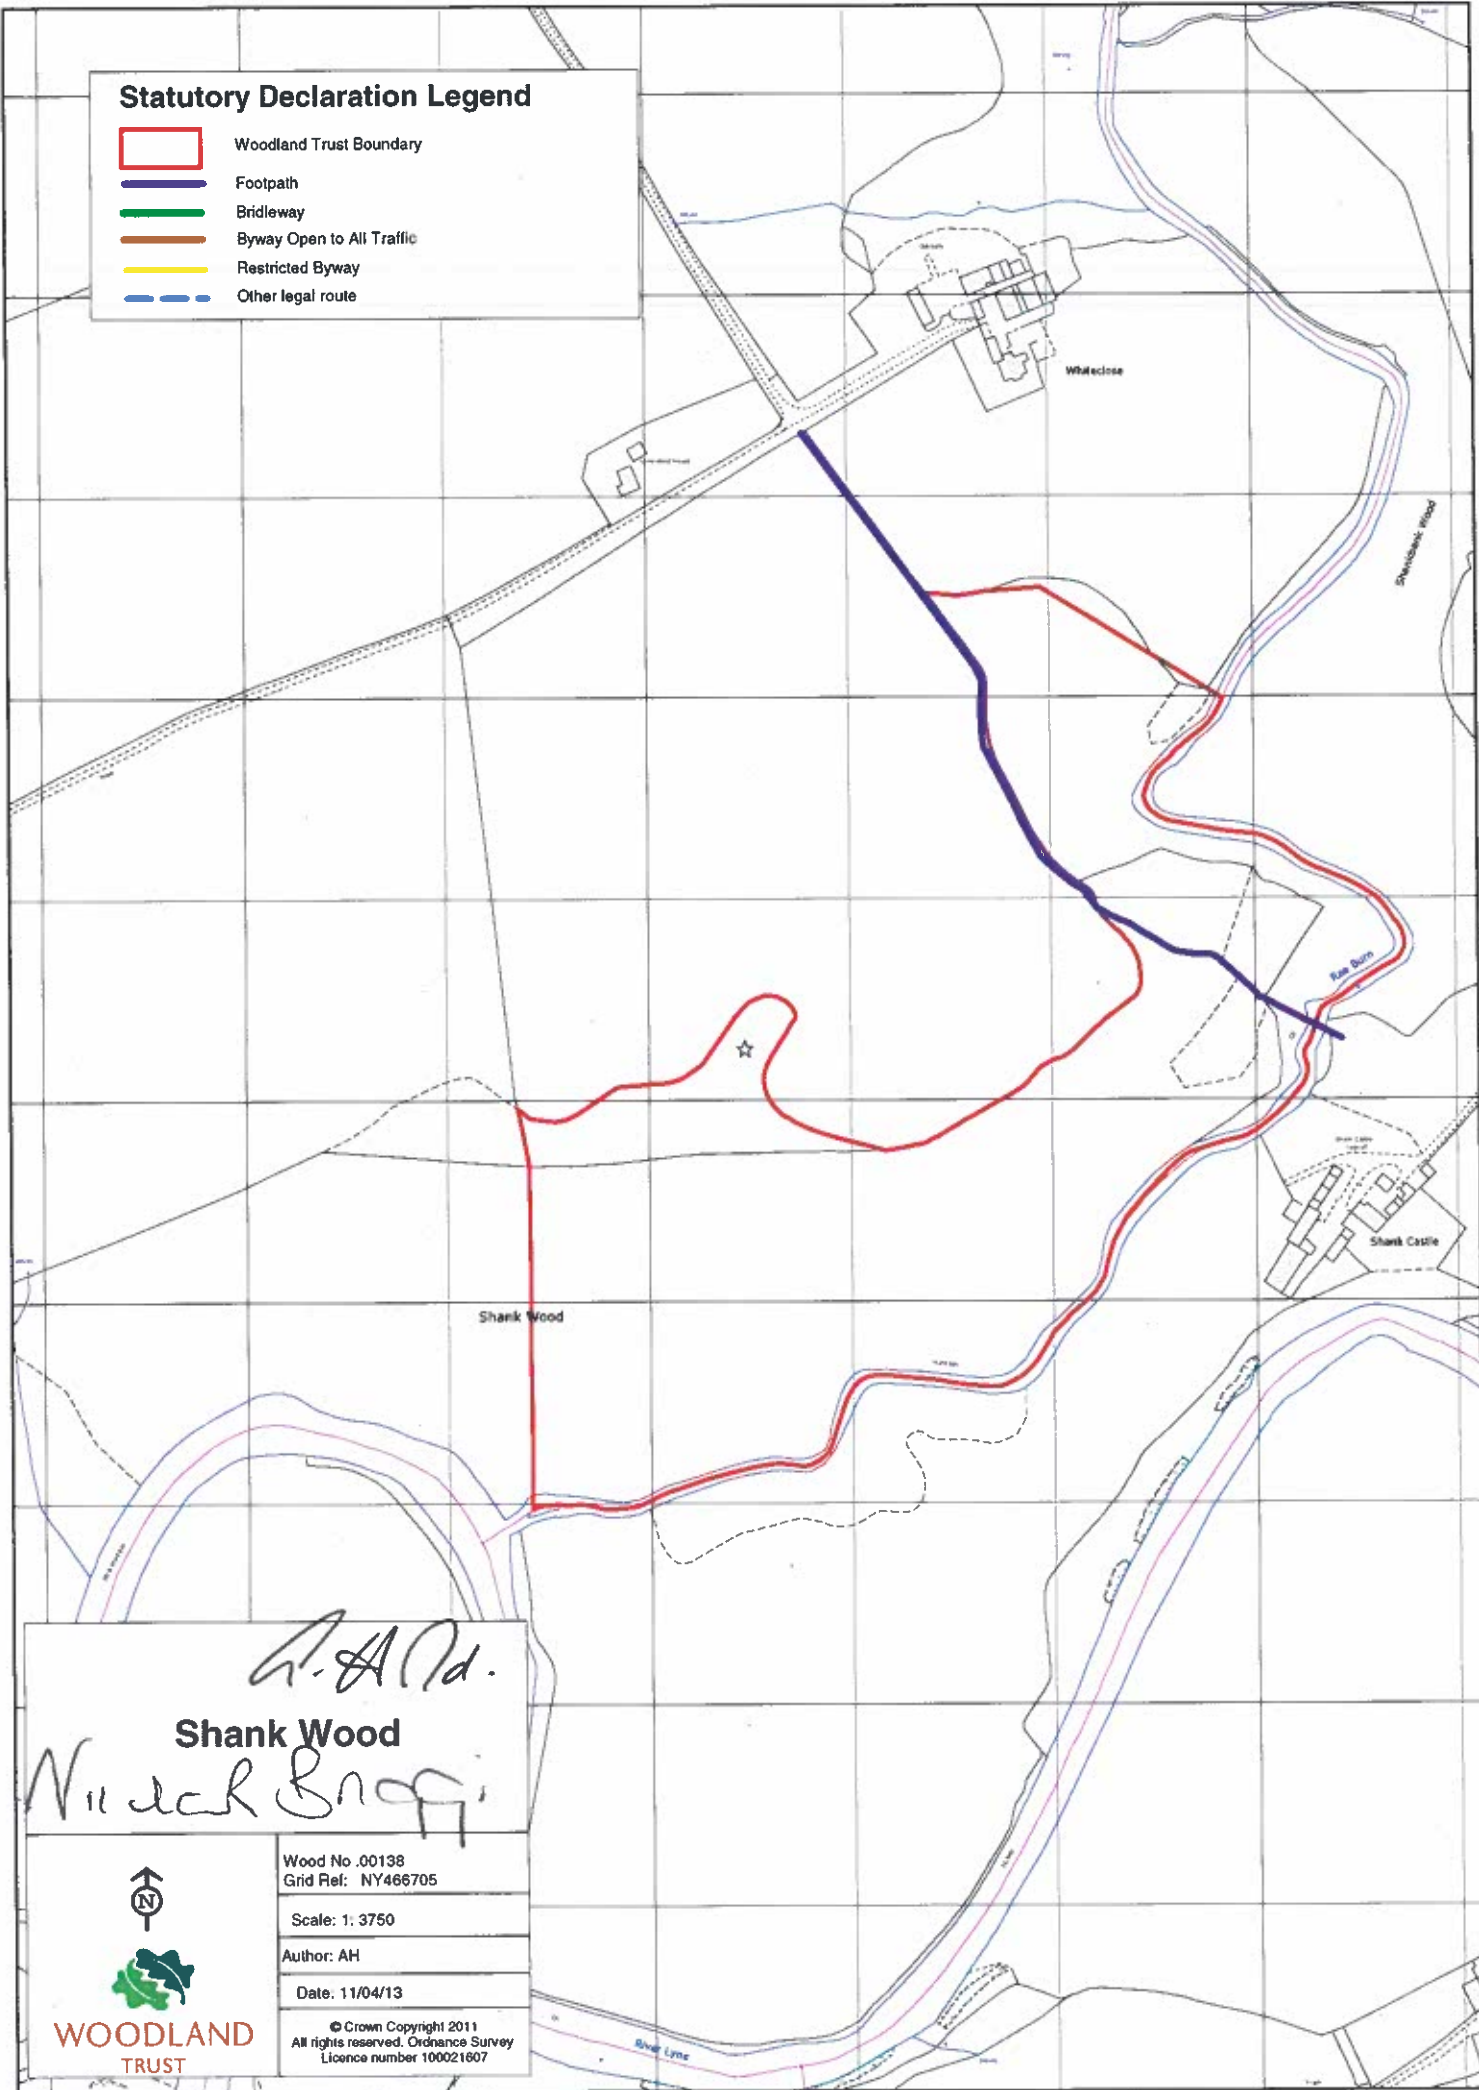 Statutory Declaration Legend
Woodland Trust Boundary
Footpath
Bridleway
Byway Open to All Traffic
Restricted Byway
Other legal route
Whiteclose
Shank Wood
Shank Castle
River Lyne
Shank Wood
Wood No .00138
Grid Ref: NY466705
Scale: 1: 3750
Author: AH
Date: 11/04/13
N
© Crown Copyright 2011
All rights reserved. Ordnance Survey
Licence number 100021607
WOODLAND
TRUST